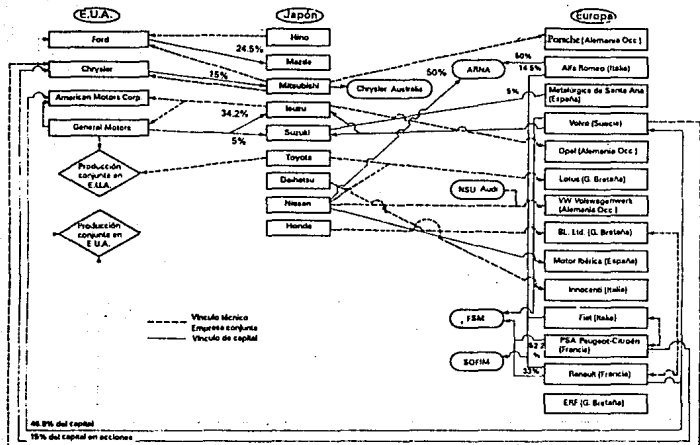 E.U.A.
Japón
Europa
Ford
Hino
Porsche (Alemania Occ)
24.5%
Mazda
50%
Chrysler
ARNA
14.5%
Alfa Romeo (Italia)
15%
50%
Mitsubishi
Chrysler Australia
5%
Metalúrgica de Santa Ana
(España)
American Motors Corp.
Isuzu
34.2%
Volvo (Suecia)
General Motors
Suzuki
5%
Opel (Alemania Occ)
Toyota
Producción
conjunta en
E.U.A.
Lotus (G. Bretaña)
Daihatsu
NSU Audi
VW Volkswagenwerk
(Alemania Occ)
Nissan
Producción
conjunta en
E U A.
Honda
BL. Ltd. (G. Bretaña)
Motor Ibérica (España)
Innocenti (Italia)
Vínculo técnico
Empresa conjunta
Vínculo de capital
FSM
Fiat (Italia)
PSA Peugeot-Citroën
(Francia)
%
SOFIM
33%
Renault (Francia)
ERF (G. Bretaña)
46.9% del capital
15% del capital en acciones